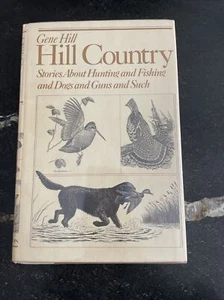 Gene Hill
Hill Country
Stories About Hunting and Fishing
and Dogs and Guns and Such